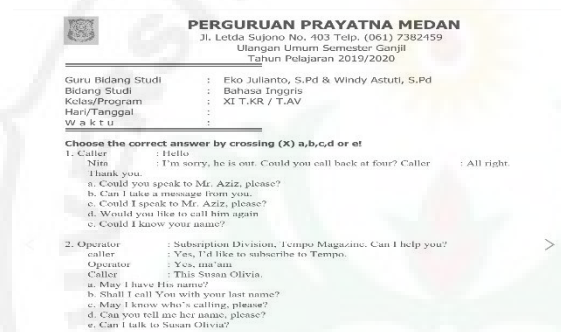 PERGURUAN PRAYATNA MEDAN
Jl. Letda Sujono No. 403 Telp. (061) 7382459
Ulangan Umum Semester Ganjil
Tahun Pelajaran 2019/2020
Guru Bidang Studi : Eko Julianto, S.Pd & Windy Astuti, S.Pd
Bidang Studi : Bahasa Inggris
Kelas/Program : XI T.KR / T.AV
Hari/Tanggal :
W a k t u :
Choose the correct answer by crossing (X) a,b,c,d or e!
1. Caller : Hello
Nita : I'm sorry, he is out. Could you call back at four? Caller : All right.
Thank you.
a. Could you speak to Mr. Aziz, please?
b. Can I take a message from you.
c. Could I speak to Mr. Aziz, please?
d. Would you like to call him again
e. Could I know your name?
2. Operator : Subsription Division, Tempo Magazine. Can I help you?
caller : Yes, I'd like to subscribe to Tempo.
Operator : Yes, ma'am
Caller : This Susan Olivia.
a. May I have His name?
b. Shall I call You with your last name?
c. May I know who's calling, please?
d. Can you tell me her name, please?
e. Can I talk to Susan Olivia?